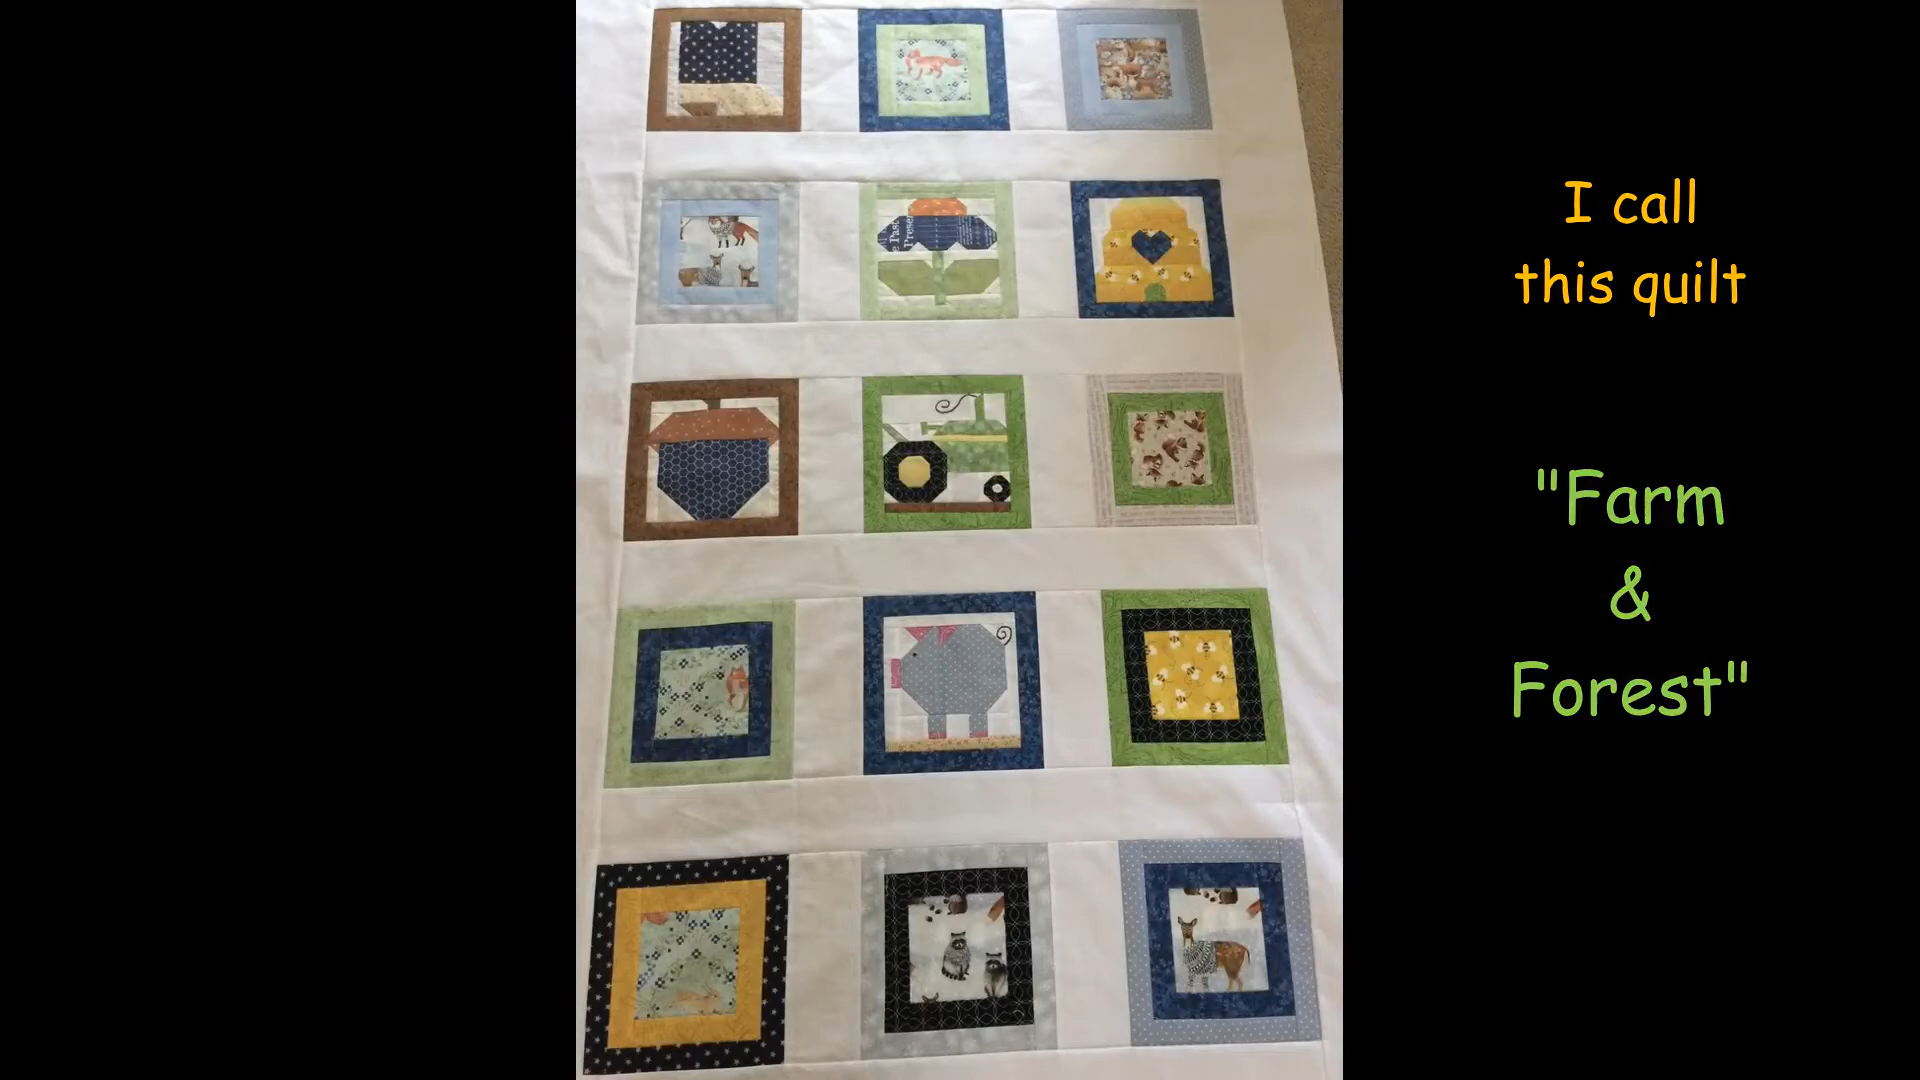 I call
this quilt
"Farm
&
Forest"